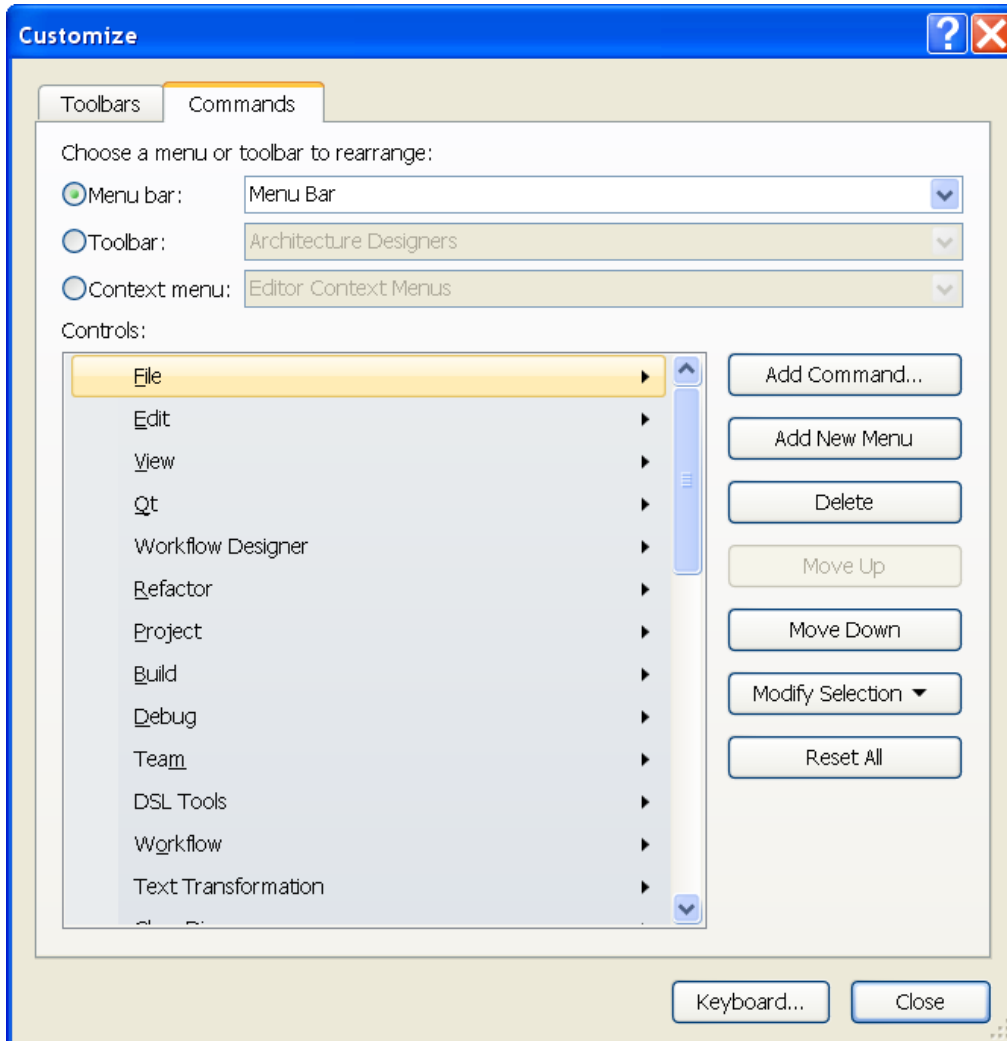 Customize
Toolbars Commands
Choose a menu or toolbar to rearrange:
Menu bar: Menu Bar
Toolbar: Architecture Designers
Context menu: Editor Context Menus
Controls:
File
Add Command...
Edit
Add New Menu
View
Qt
Delete
Workflow Designer
Move Up
Refactor
Project
Move Down
Build
Modify Selection
Debug
Team
Reset All
DSL Tools
Workflow
Text Transformation
Keyboard... Close